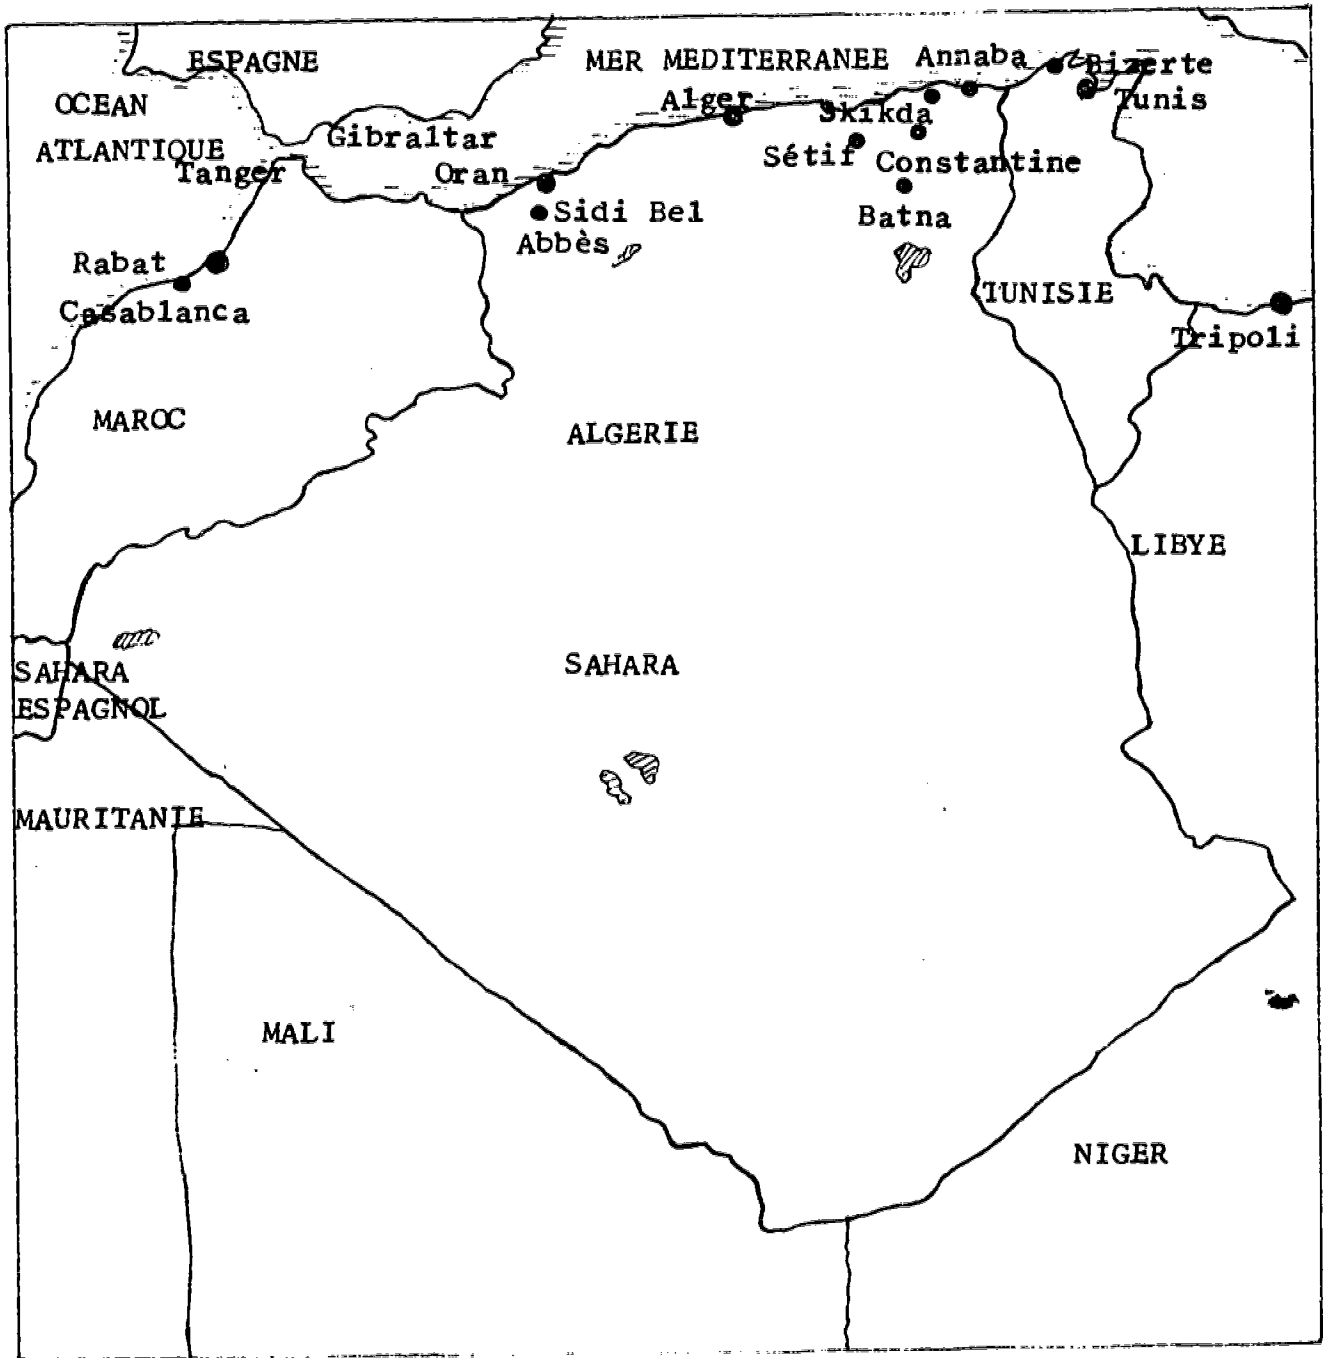 ESPAGNE
MER MEDITERRANEE
Annaba
Bizerte
OCEAN
ATLANTIQUE
Alger
Skikda
Tunis
Gibraltar
Tanger
Oran
Sétif
Constantine
Sidi Bel
Abbès
Batna
Rabat
Casablanca
TUNISIE
Tripoli
MAROC
ALGERIE
LIBYE
SAHARA
ESPAGNOL
SAHARA
MAURITANIE
MALI
NIGER